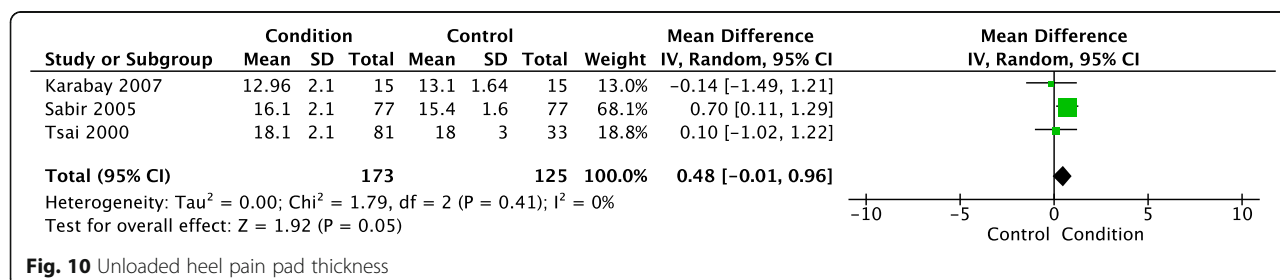 Condition Control Mean Difference Mean Difference
Study or Subgroup Mean SD Total Mean SD Total Weight IV, Random, 95% CI IV, Random, 95% CI
Karabay 2007 12.96 2.1 15 13.1 1.64 15 13.0% −0.14 [−1.49, 1.21]
Sabir 2005 16.1 2.1 77 15.4 1.6 77 68.1% 0.70 [0.11, 1.29]
Tsai 2000 18.1 2.1 81 18 3 33 18.8% 0.10 [−1.02, 1.22]
Total (95% CI) 173 125 100.0% 0.48 [−0.01, 0.96]
Heterogeneity: Tau² = 0.00; Chi² = 1.79, df = 2 (P = 0.41); I² = 0%
Test for overall effect: Z = 1.92 (P = 0.05)
−10 −5 0 5 10
Control Condition
Fig. 10 Unloaded heel pain pad thickness